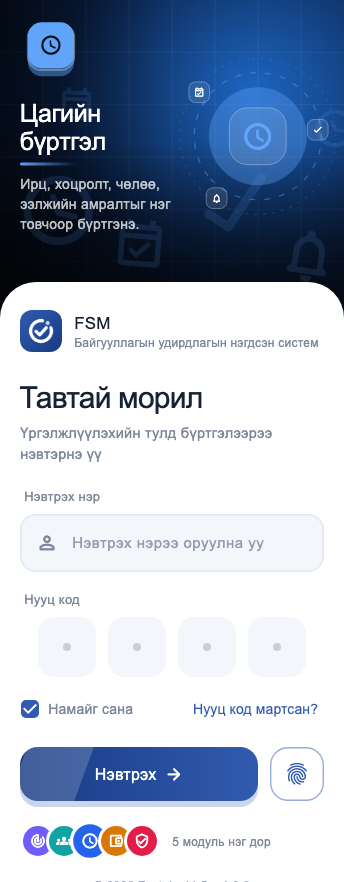 Цагийн
бүртгэл
Ирц, хоцролт, чөлөө,
ээлжийн амралтыг нэг
товчоор бүртгэнэ.
FSM
Байгууллагын удирдлагын нэгдсэн систем
Тавтай морил
Үргэлжлүүлэхийн тулд бүртгэлээрээ
нэвтэрнэ үү
Нэвтрэх нэр
Нэвтрэх нэрээ оруулна уу
Нууц код
Намайг сана
Нууц код мартсан?
Нэвтрэх
5 модуль нэг дор